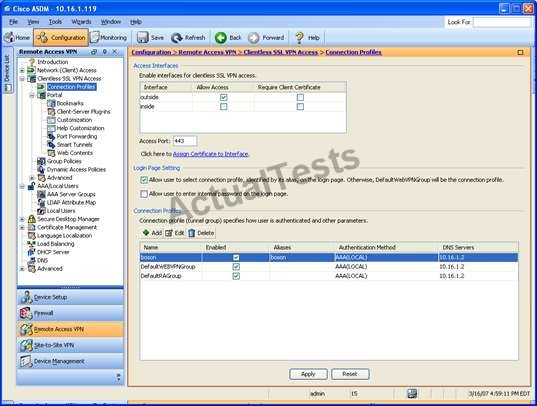 Cisco ASDM - 10.16.1.119
File View Tools Wizards Window Help
Look For:
Home Configuration Monitoring Save Refresh Back Forward Help
Device List
Remote Access VPN
Introduction
Network (Client) Access
Clientless SSL VPN Access
Connection Profiles
Portal
Bookmarks
Client-Server Plug-ins
Customization
Help Customization
Port Forwarding
Smart Tunnels
Web Contents
Group Policies
Dynamic Access Policies
Advanced
AAA/Local Users
AAA Server Groups
LDAP Attribute Map
Local Users
Secure Desktop Manager
Certificate Management
Language Localization
Load Balancing
DHCP Server
DNS
Advanced
Device Setup
Firewall
Remote Access VPN
Site-to-Site VPN
Device Management
Configuration > Remote Access VPN > Clientless SSL VPN Access > Connection Profiles
Access Interfaces
Enable interfaces for clientless SSL VPN access.
Interface Allow Access Require Client Certificate
outside
inside
Access Port: 443
Click here to Assign Certificate to Interface.
Login Page Setting
Allow user to select connection profile, identified by its alias, on the login page. Otherwise, DefaultWebVPNGroup will be the connection profile.
Allow user to enter internal password on the login page.
Connection Profiles
Connection profile (tunnel group) specifies how user is authenticated and other parameters.
Add Edit Delete
Name Enabled Aliases Authentication Method DNS Servers
boson boson AAA(LOCAL) 10.16.1.2
DefaultWEBVPNGroup AAA(LOCAL) 10.16.1.2
DefaultRAGroup AAA(LOCAL) 10.16.1.2
Apply Reset
admin 15 3/16/07 4:59:11 PM EDT
ActualTests